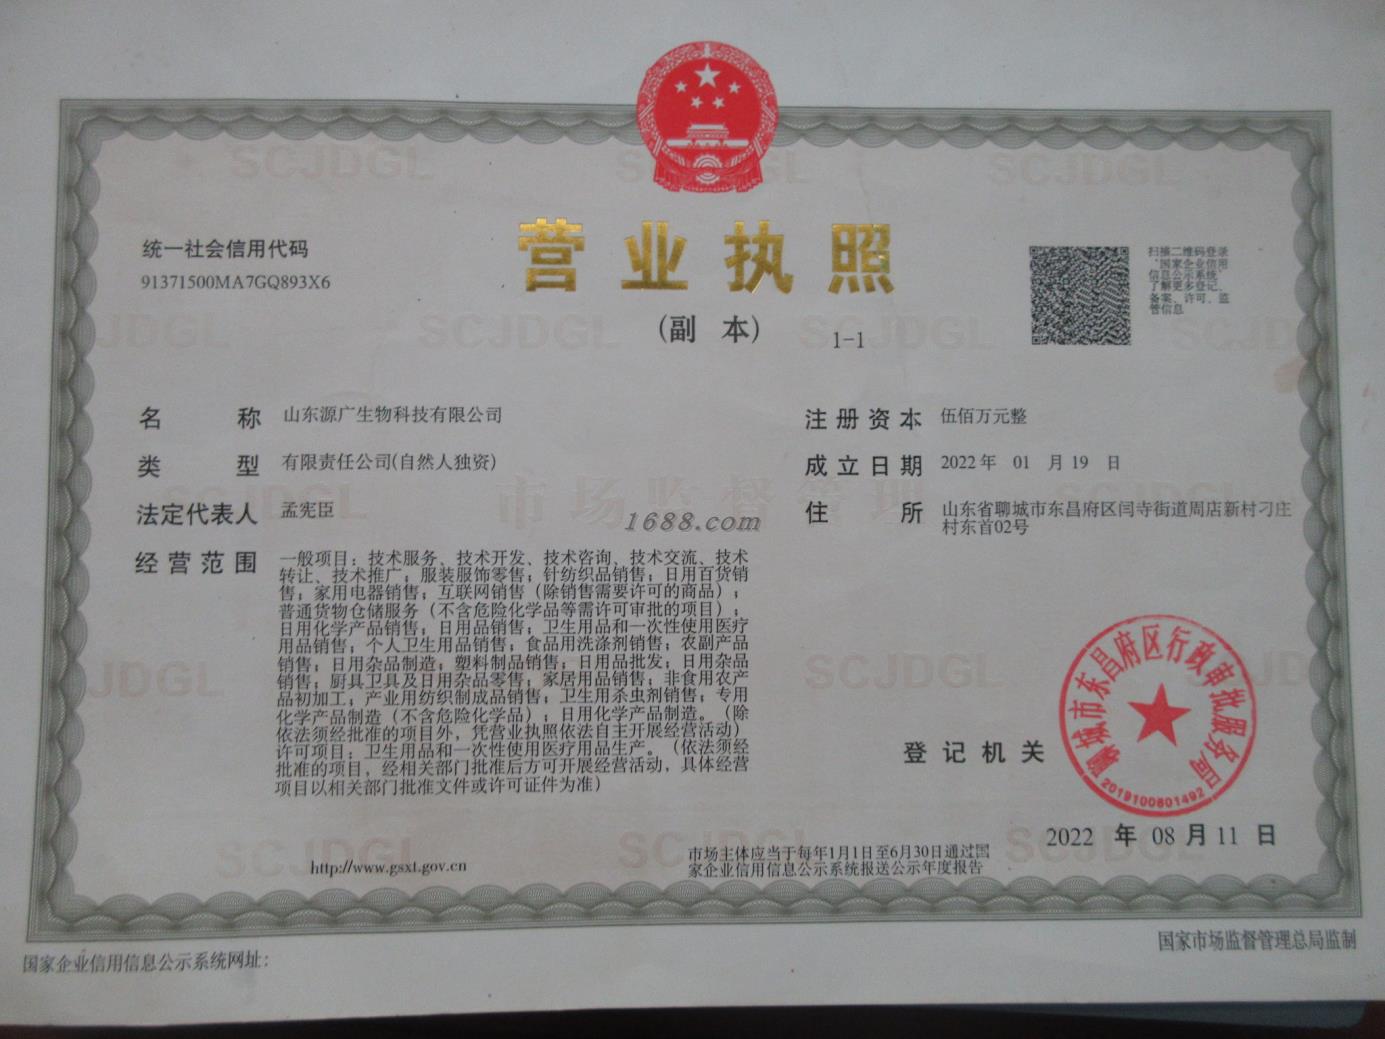 营业执照
(副 本)
1-1
统一社会信用代码
91371500MA7GQ893X6
扫描二维码登录
'国家企业信用
信息公示系统'
了解更多登记、
备案、许可、监
管信息
名 称 山东源广生物科技有限公司
类 型 有限责任公司(自然人独资)
法定代表人 孟宪臣
经营范围 一般项目：技术服务、技术开发、技术咨询、技术交流、技术
转让、技术推广；服装服饰零售；针纺织品销售；日用百货销
售；家用电器销售；互联网销售（除销售需要许可的商品）；
普通货物仓储服务（不含危险化学品等需许可审批的项目）；
日用化学产品销售；日用品销售；卫生用品和一次性使用医疗
用品销售；个人卫生用品销售；食品用洗涤剂销售；农副产品
销售；日用杂品制造；塑料制品销售；日用品批发；日用杂品
销售；厨具卫具及日用杂品零售；家居用品销售；非食用农产
品初加工；产业用纺织制成品销售；卫生用杀虫剂销售；专用
化学产品制造（不含危险化学品）；日用化学产品制造。（除
依法须经批准的项目外，凭营业执照依法自主开展经营活动）
许可项目：卫生用品和一次性使用医疗用品生产。（依法须经
批准的项目，经相关部门批准后方可开展经营活动，具体经营
项目以相关部门批准文件或许可证件为准）
注册资本 伍佰万元整
成立日期 2022年 01 月 19 日
住 所 山东省聊城市东昌府区闫寺街道周店新村刁庄
村东首02号
市场监督管理
1688.com
SCJDGL
登记机关
聊城市东昌府区行政审批服务局
2019100801492
2022 年 08 月 11 日
http://www.gsxt.gov.cn
市场主体应当于每年1月1日至6月30日通过国
家企业信用信息公示系统报送公示年度报告
国家企业信用信息公示系统网址：
国家市场监督管理总局监制